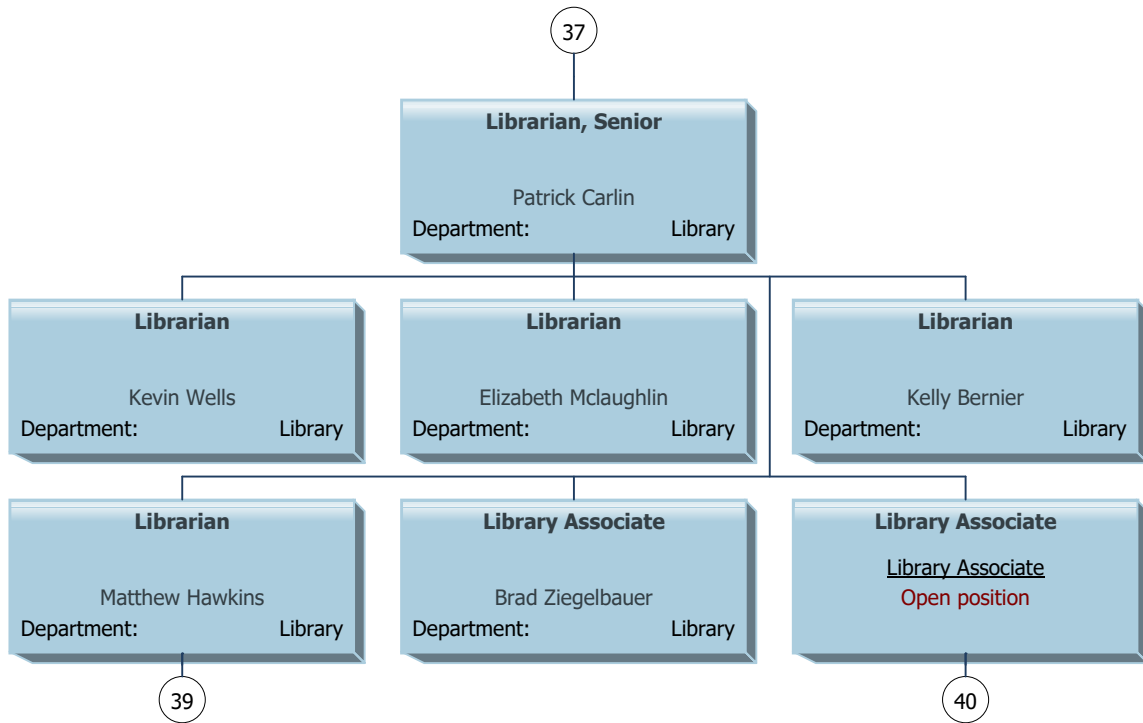 37
Librarian, Senior
Patrick Carlin
Department: Library
Librarian
Kevin Wells
Department: Library
Librarian
Elizabeth Mclaughlin
Department: Library
Librarian
Kelly Bernier
Department: Library
Librarian
Matthew Hawkins
Department: Library
Library Associate
Brad Ziegelbauer
Department: Library
Library Associate
Library Associate
Open position
39
40